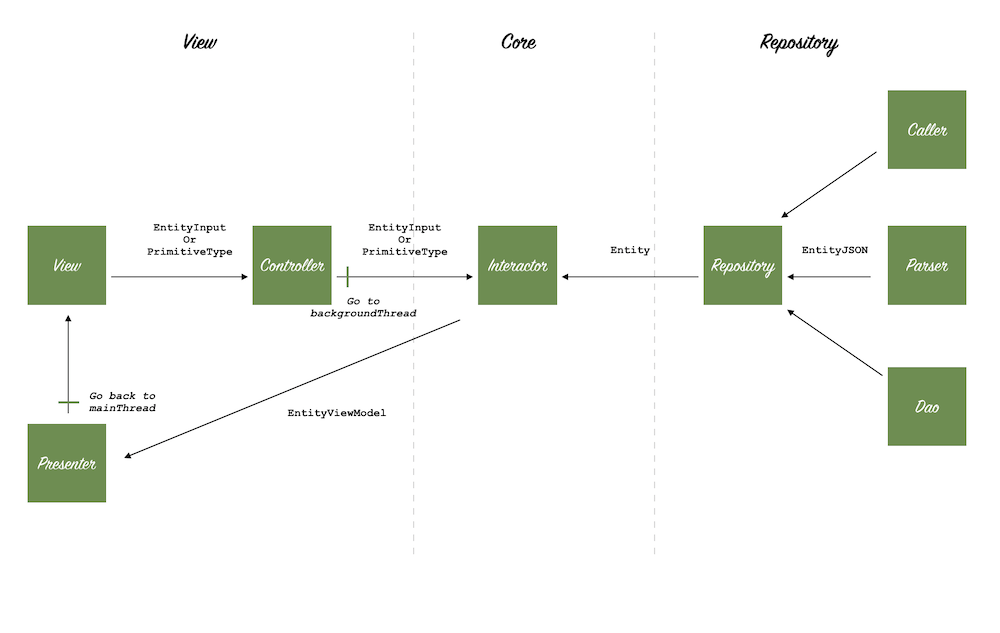 View
Core
Repository
Caller
EntityInput
Or
PrimitiveType
EntityInput
Or
PrimitiveType
View
Controller
Interactor
Entity
Repository
EntityJSON
Parser
Go to
backgroundThread
Go back to
mainThread
EntityViewModel
Dao
Presenter